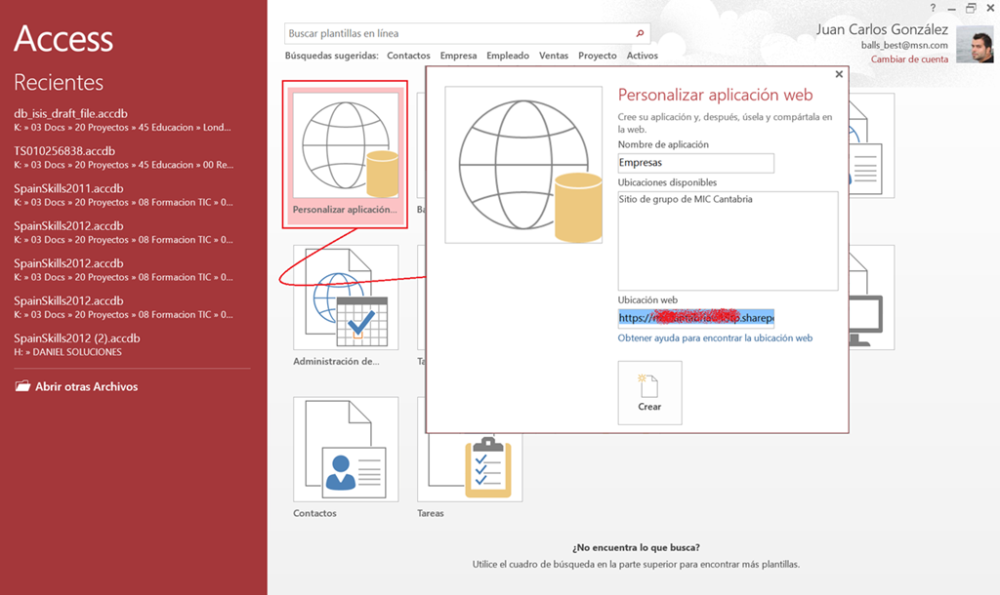 Access
Recientes
db_isis_draft_file.accdb
K: » 03 Docs » 20 Proyectos » 45 Educacion » Lond...
TS010256838.accdb
K: » 03 Docs » 20 Proyectos » 45 Educacion » 00 Re...
SpainSkills2011.accdb
K: » 03 Docs » 20 Proyectos » 08 Formacion TIC » 0...
SpainSkills2012.accdb
K: » 03 Docs » 20 Proyectos » 08 Formacion TIC » 0...
SpainSkills2012.accdb
K: » 03 Docs » 20 Proyectos » 08 Formacion TIC » 0...
SpainSkills2012.accdb
K: » 03 Docs » 20 Proyectos » 08 Formacion TIC » 0...
SpainSkills2012 (2).accdb
H: » DANIEL SOLUCIONES
Abrir otras Archivos
Buscar plantillas en línea
Búsquedas sugeridas: Contactos Empresa Empleado Ventas Proyecto Activos
Juan Carlos González
balls_best@msn.com
Cambiar de cuenta
Personalizar aplicación...
Ba
Administración de...
Ta
Contactos
Tareas
Personalizar aplicación web
Cree su aplicación y, después, úsela y compártala en
la web.
Nombre de aplicación
Empresas
Ubicaciones disponibles
Sitio de grupo de MIC Cantabria
Ubicación web
https:// .sharep
Obtener ayuda para encontrar la ubicación web
Crear
¿No encuentra lo que busca?
Utilice el cuadro de búsqueda en la parte superior para encontrar más plantillas.